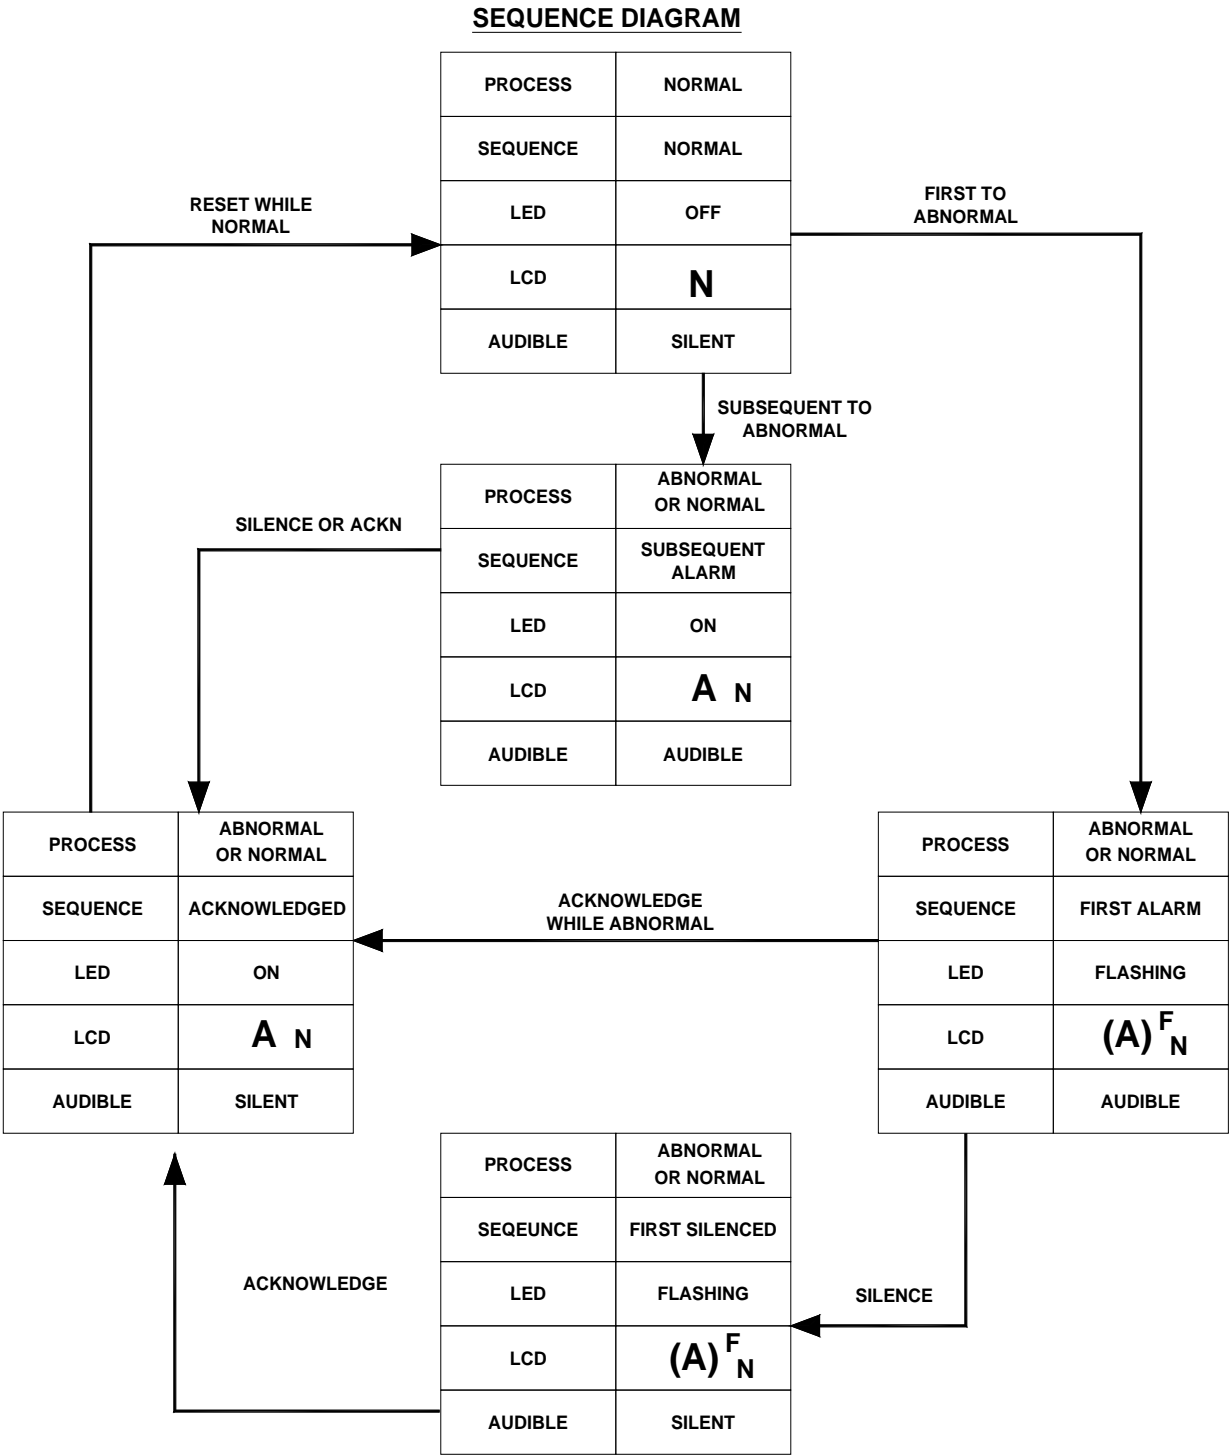 SEQUENCE DIAGRAM
PROCESS NORMAL
SEQUENCE NORMAL
LED OFF
LCD N
AUDIBLE SILENT
RESET WHILE
NORMAL
FIRST TO
ABNORMAL
SUBSEQUENT TO
ABNORMAL
PROCESS ABNORMAL
OR NORMAL
SEQUENCE SUBSEQUENT
ALARM
LED ON
LCD A N
AUDIBLE AUDIBLE
SILENCE OR ACKN
PROCESS ABNORMAL
OR NORMAL
SEQUENCE ACKNOWLEDGED
LED ON
LCD A N
AUDIBLE SILENT
ACKNOWLEDGE
WHILE ABNORMAL
PROCESS ABNORMAL
OR NORMAL
SEQUENCE FIRST ALARM
LED FLASHING
LCD (A) F N
AUDIBLE AUDIBLE
PROCESS ABNORMAL
OR NORMAL
SEQEUNCE FIRST SILENCED
LED FLASHING
LCD (A) F N
AUDIBLE SILENT
ACKNOWLEDGE
SILENCE